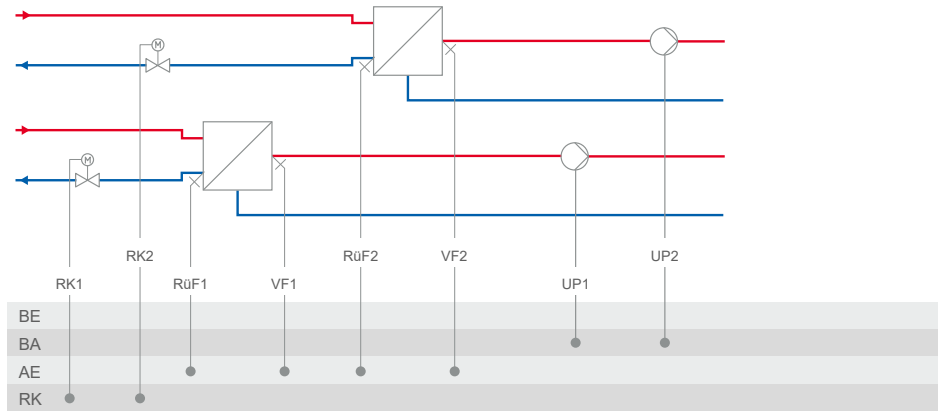 M
M
RK2 RüF2 VF2 UP2
RK1 RüF1 VF1 UP1
BE
BA
AE
RK